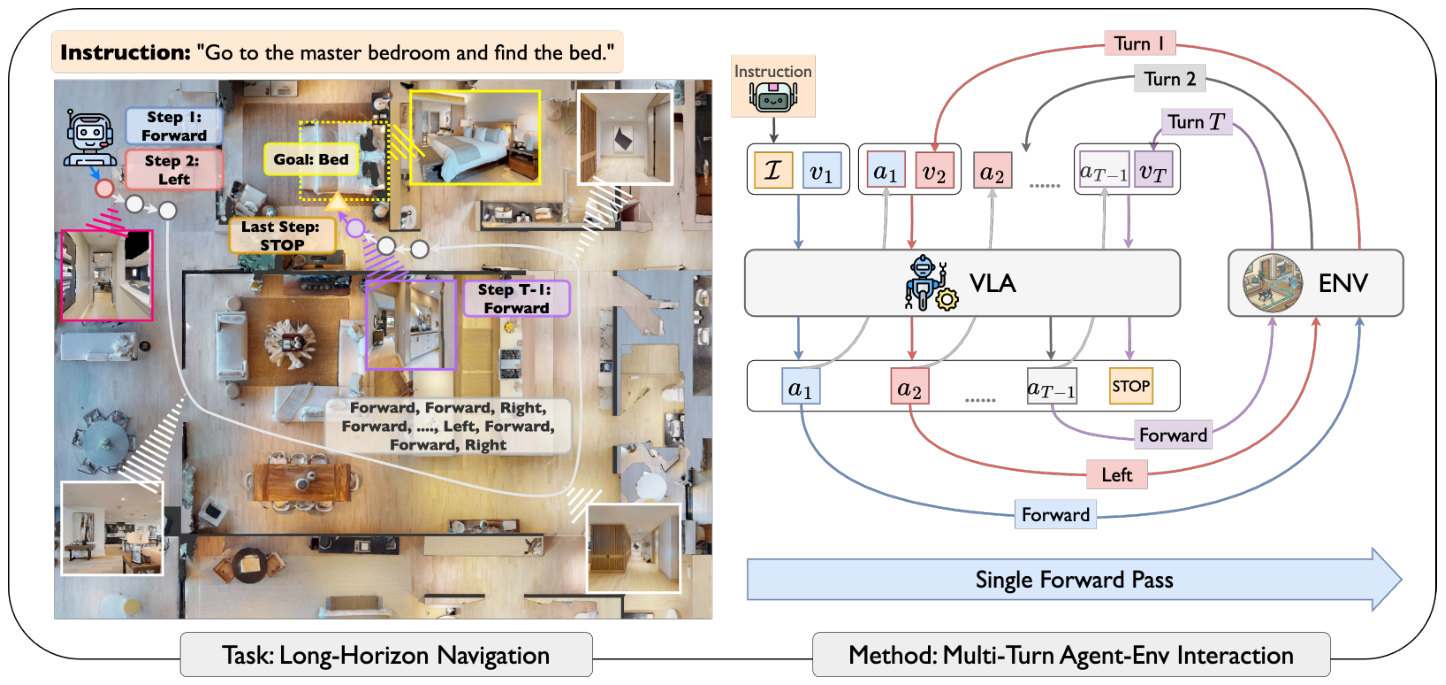 Instruction: "Go to the master bedroom and find the bed."
Step 1:
Forward
Step 2:
Left
Goal: Bed
Last Step:
STOP
Step T-1:
Forward
Forward, Forward, Right,
Forward, ...., Left, Forward,
Forward, Right
Task: Long-Horizon Navigation
Turn 1
Instruction
Turn 2
Turn T
I v₁ a₁ v₂ a₂ ...... a_{T−1} v_T
VLA
ENV
a₁ a₂ ...... a_{T−1} STOP
Forward
Left
Forward
Single Forward Pass
Method: Multi-Turn Agent-Env Interaction